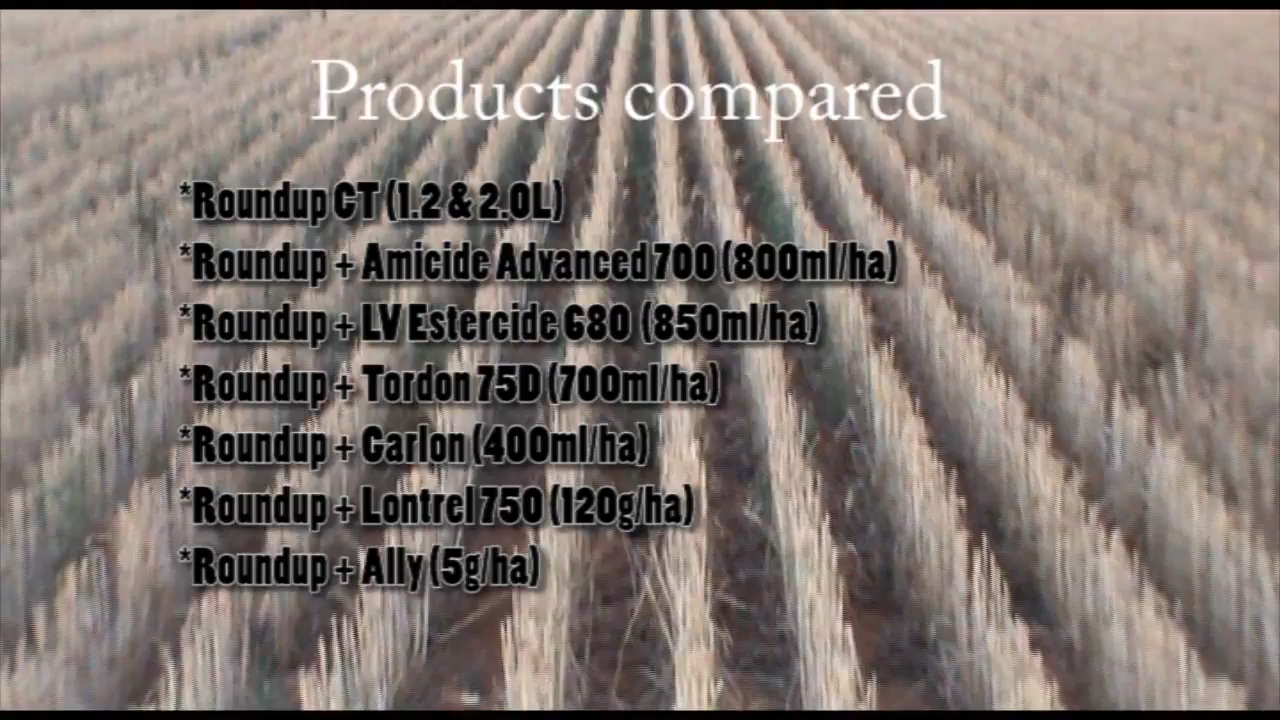 Products compared
*Roundup CT (1.2 & 2.0L)
*Roundup + Amicide Advanced 700 (800ml/ha)
*Roundup + LV Estercide 680 (850ml/ha)
*Roundup + Tordon 75D (700ml/ha)
*Roundup + Garlon (400ml/ha)
*Roundup + Lontrel 750 (120g/ha)
*Roundup + Ally (5g/ha)